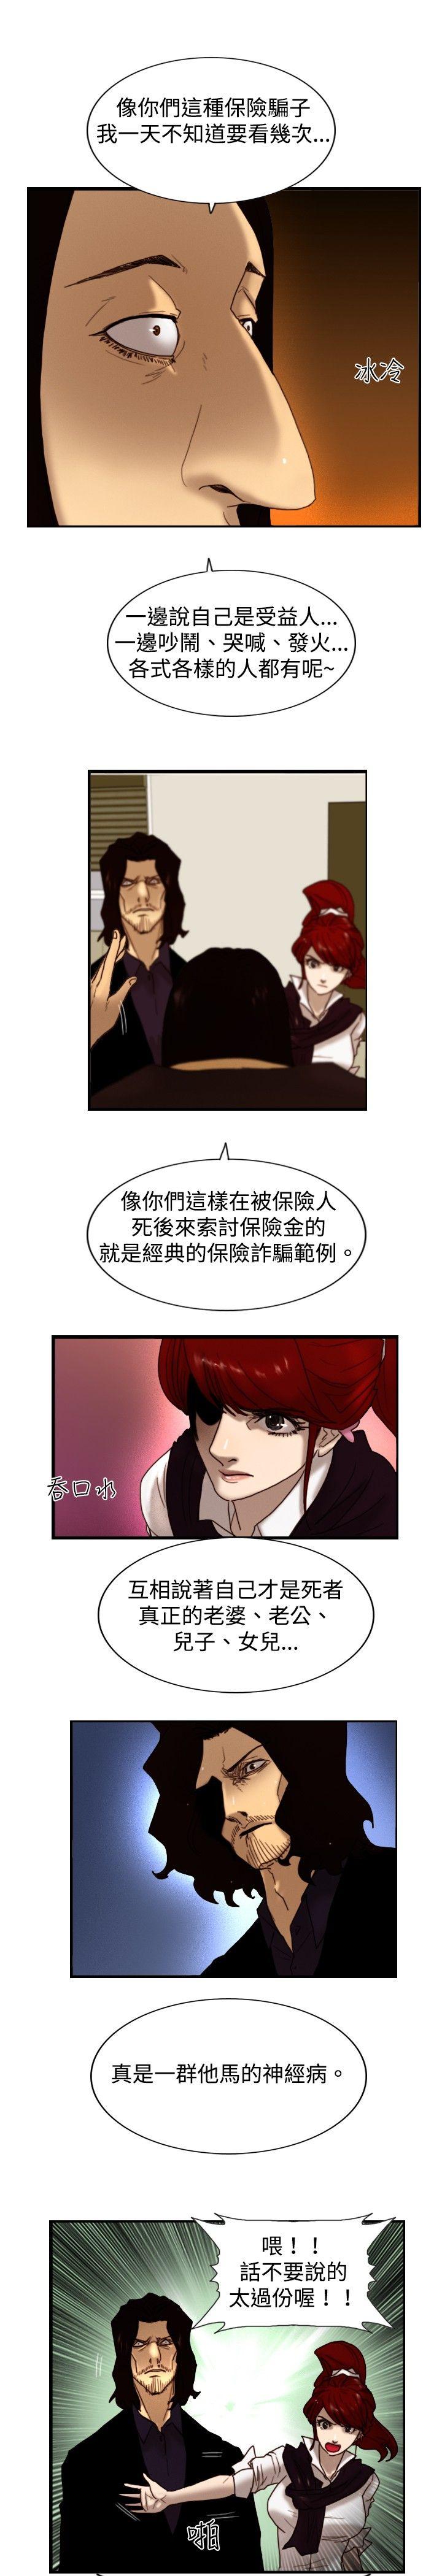 像你們這種保險騙子
我一天不知道要看幾次...
冰冷
一邊說自己是受益人...
一邊吵鬧、哭喊、發火...
各式各樣的人都有呢~
像你們這樣在被保險人
死後來索討保險金的
就是經典的保險詐騙範例。
吞口水
互相說著自己才是死者
真正的老婆、老公、
兒子、女兒...
真是一群他馬的神經病。
喂！！
話不要說的
太過份喔！！
啪